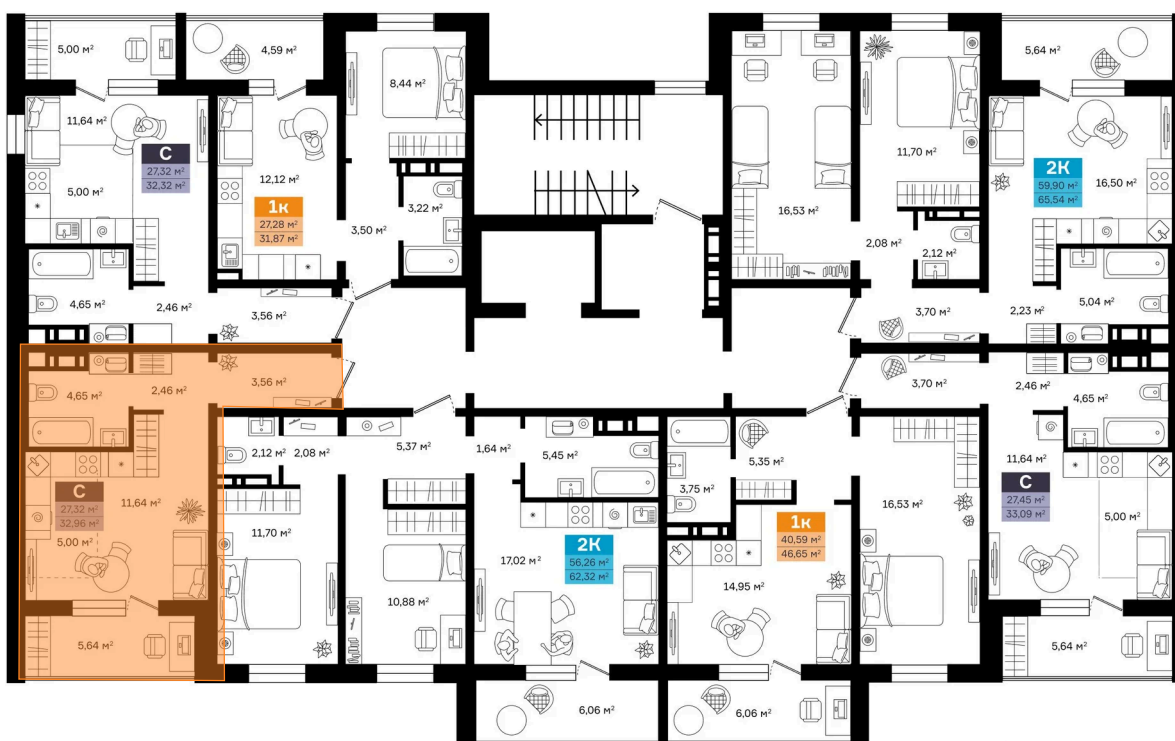 5,00 м²
4,59 м²
8,44 м²
5,64 м²
11,64 м²
С
27,32 м²
32,32 м²
5,00 м²
12,12 м²
1к
27,28 м²
31,87 м²
3,50 м²
3,22 м²
16,53 м²
11,70 м²
2К
59,90 м²
65,54 м²
16,50 м²
2,08 м²
2,12 м²
4,65 м²
2,46 м²
3,56 м²
3,70 м²
2,23 м²
5,04 м²
4,65 м²
2,46 м²
3,56 м²
3,70 м²
2,46 м²
4,65 м²
2,12 м²
2,08 м²
5,37 м²
1,64 м²
5,45 м²
3,75 м²
5,35 м²
16,53 м²
11,64 м²
С
27,45 м²
33,09 м²
5,00 м²
С
27,32 м²
32,96 м²
11,64 м²
5,00 м²
11,70 м²
10,88 м²
17,02 м²
2К
56,26 м²
62,32 м²
1к
40,59 м²
46,65 м²
14,95 м²
5,64 м²
5,64 м²
6,06 м²
6,06 м²